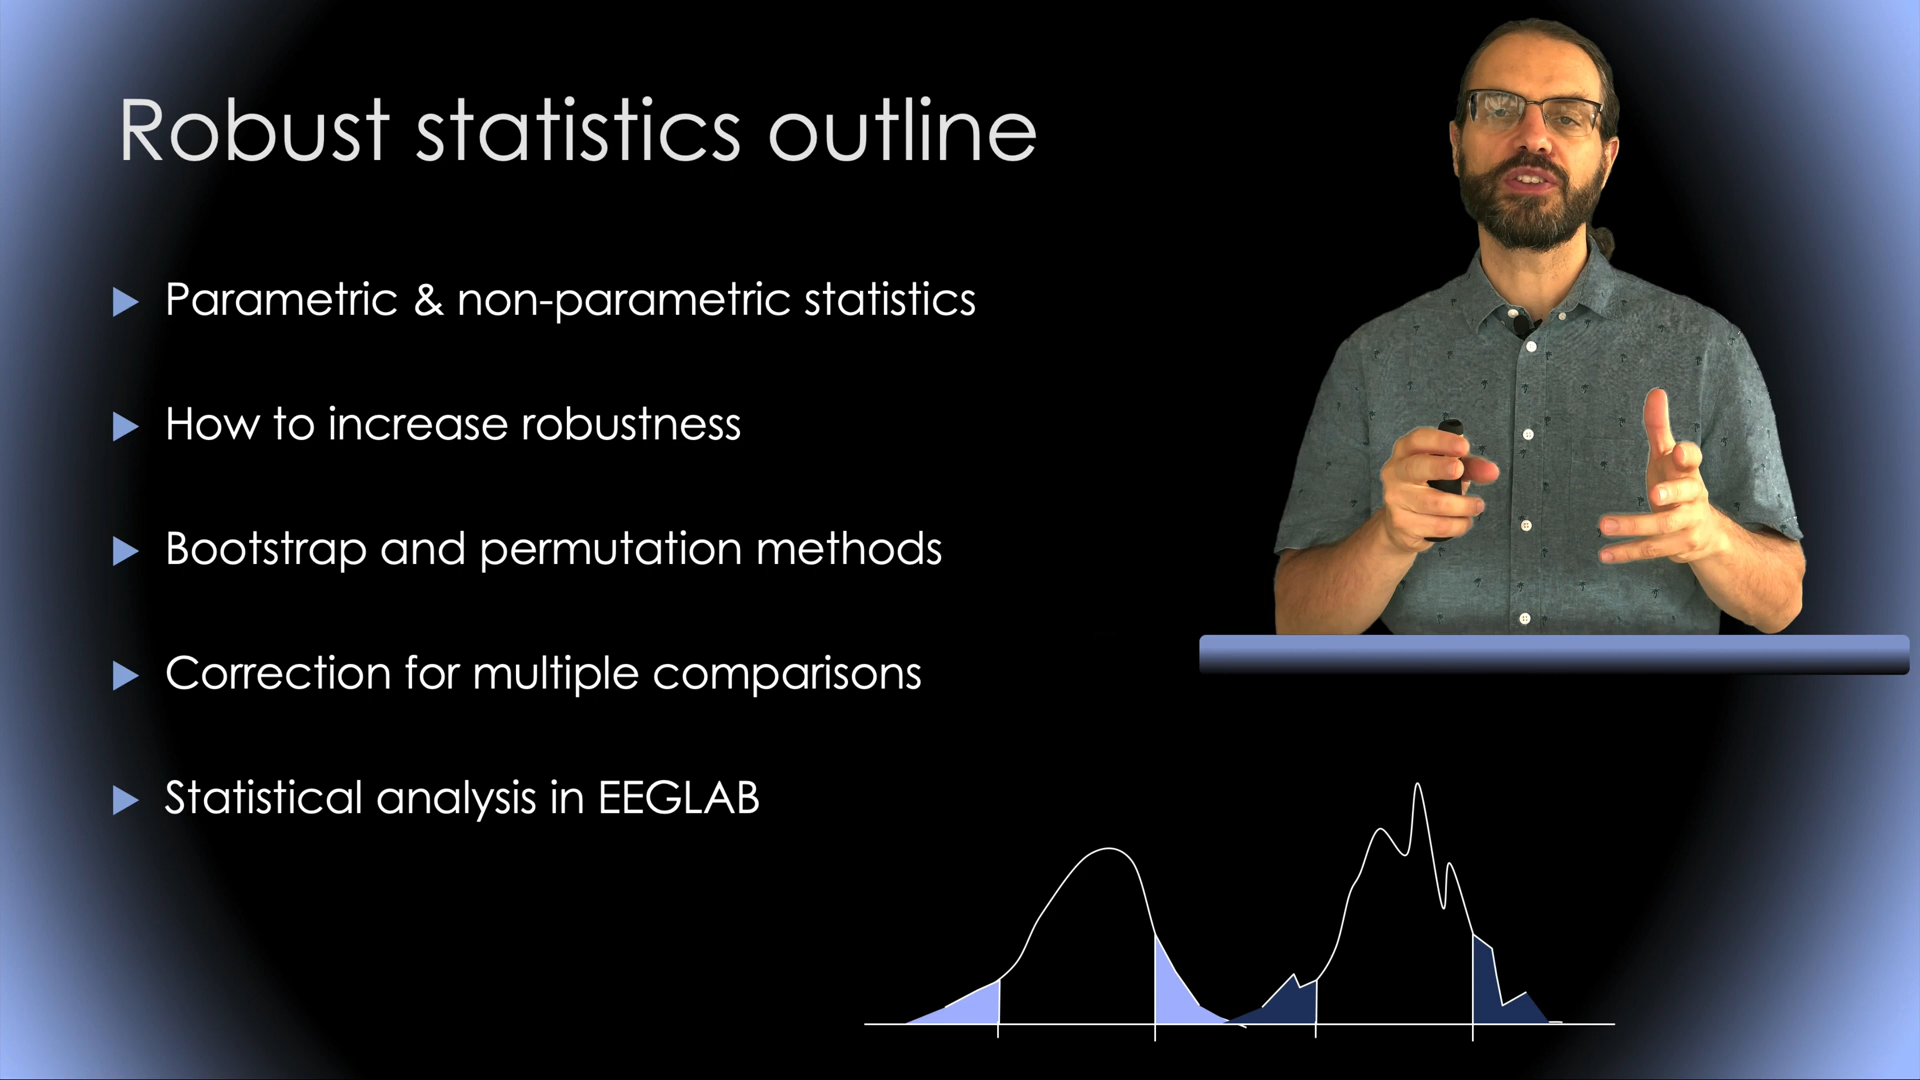 Robust statistics outline
Parametric & non-parametric statistics
How to increase robustness
Bootstrap and permutation methods
Correction for multiple comparisons
Statistical analysis in EEGLAB